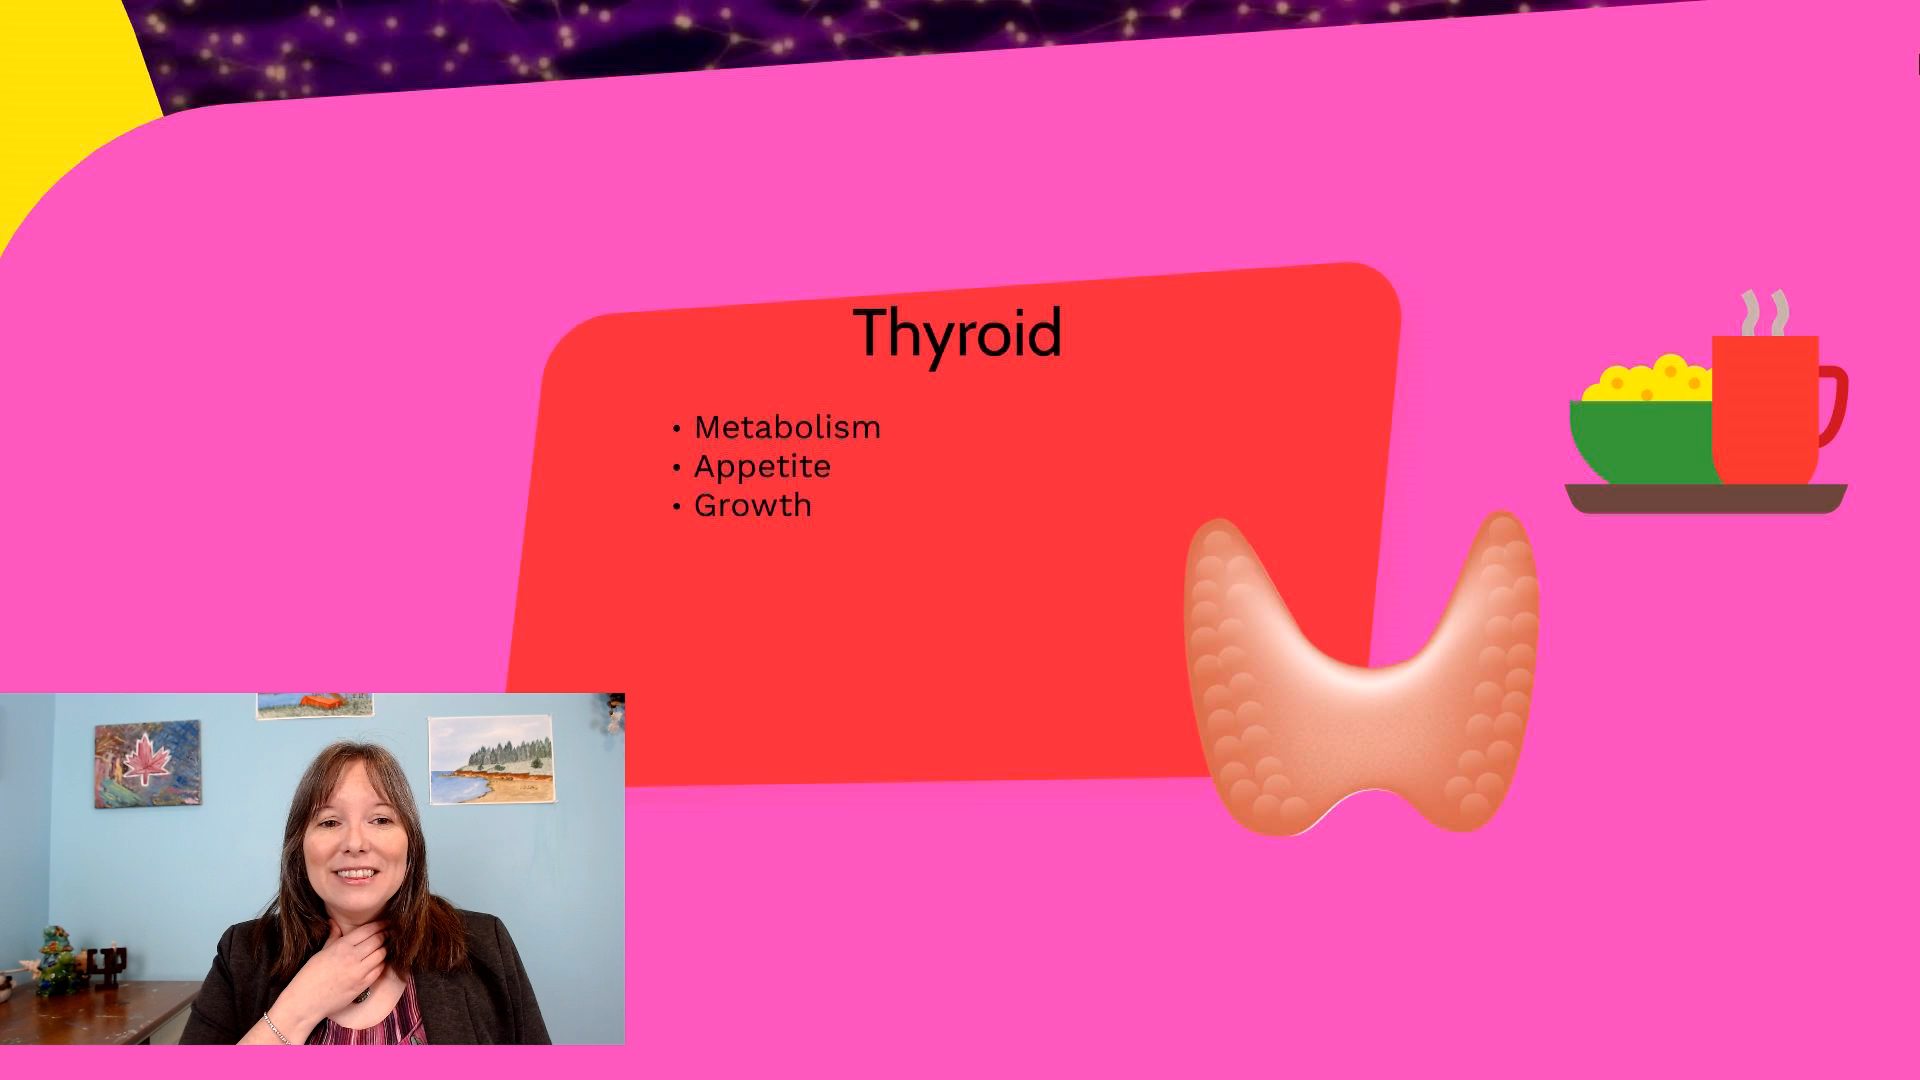 Thyroid
• Metabolism
• Appetite
• Growth